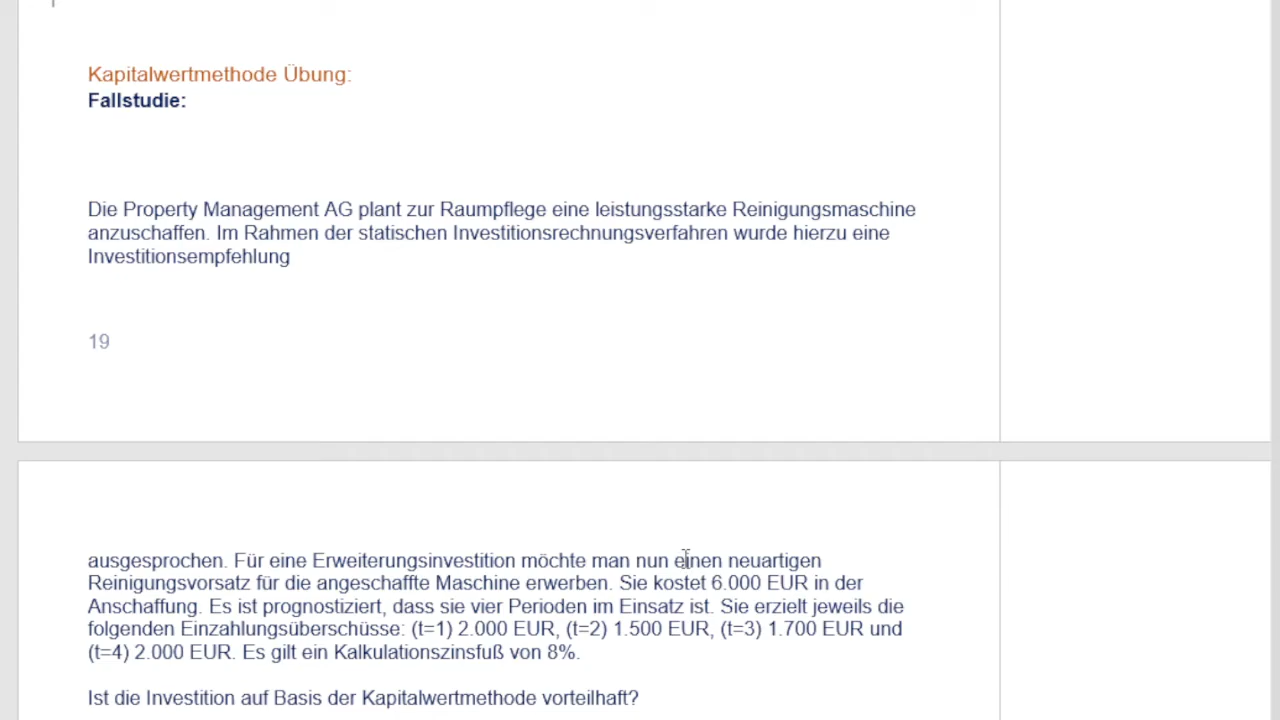 Kapitalwertmethode Übung:
Fallstudie:
Die Property Management AG plant zur Raumpflege eine leistungsstarke Reinigungsmaschine
anzuschaffen. Im Rahmen der statischen Investitionsrechnungsverfahren wurde hierzu eine
Investitionsempfehlung
19
ausgesprochen. Für eine Erweiterungsinvestition möchte man nun einen neuartigen
Reinigungsvorsatz für die angeschaffte Maschine erwerben. Sie kostet 6.000 EUR in der
Anschaffung. Es ist prognostiziert, dass sie vier Perioden im Einsatz ist. Sie erzielt jeweils die
folgenden Einzahlungsüberschüsse: (t=1) 2.000 EUR, (t=2) 1.500 EUR, (t=3) 1.700 EUR und
(t=4) 2.000 EUR. Es gilt ein Kalkulationszinsfuß von 8%.
Ist die Investition auf Basis der Kapitalwertmethode vorteilhaft?